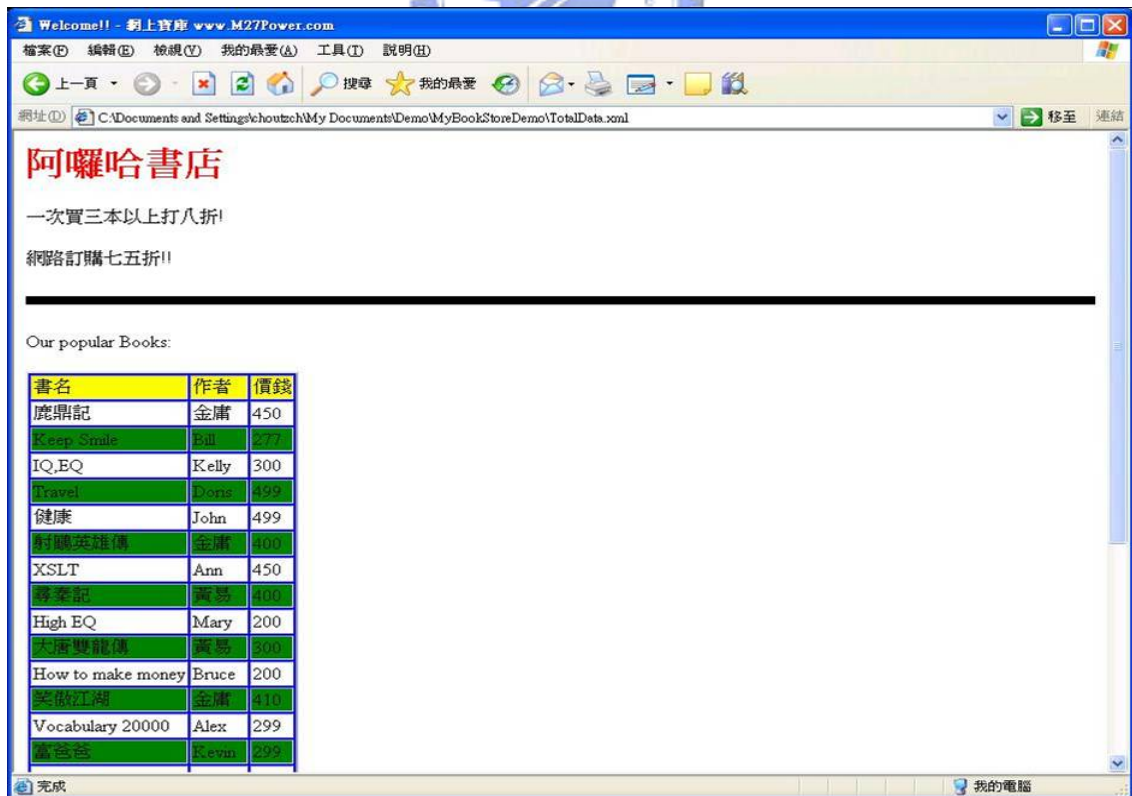 Welcome!! - 網上寶庫 www.M27Power.com
檔案(F) 編輯(E) 檢視(V) 我的最愛(A) 工具(T) 說明(H)
上一頁 搜尋 我的最愛
網址(D) C:\Documents and Settings\choutzch\My Documents\Demo\MyBookStoreDemo\TotalData.xml 移至 連結
阿囉哈書店
一次買三本以上打八折!
網路訂購七五折!!
Our popular Books:
書名 作者 價錢
鹿鼎記 金庸 450
Keep Smile Bill 277
IQ,EQ Kelly 300
Travel Doris 499
健康 John 499
射鵰英雄傳 金庸 400
XSLT Ann 450
尋秦記 黃易 400
High EQ Mary 200
大唐雙龍傳 黃易 300
How to make money Bruce 200
笑傲江湖 金庸 410
Vocabulary 20000 Alex 299
富爸爸 Kevin 299
完成 我的電腦